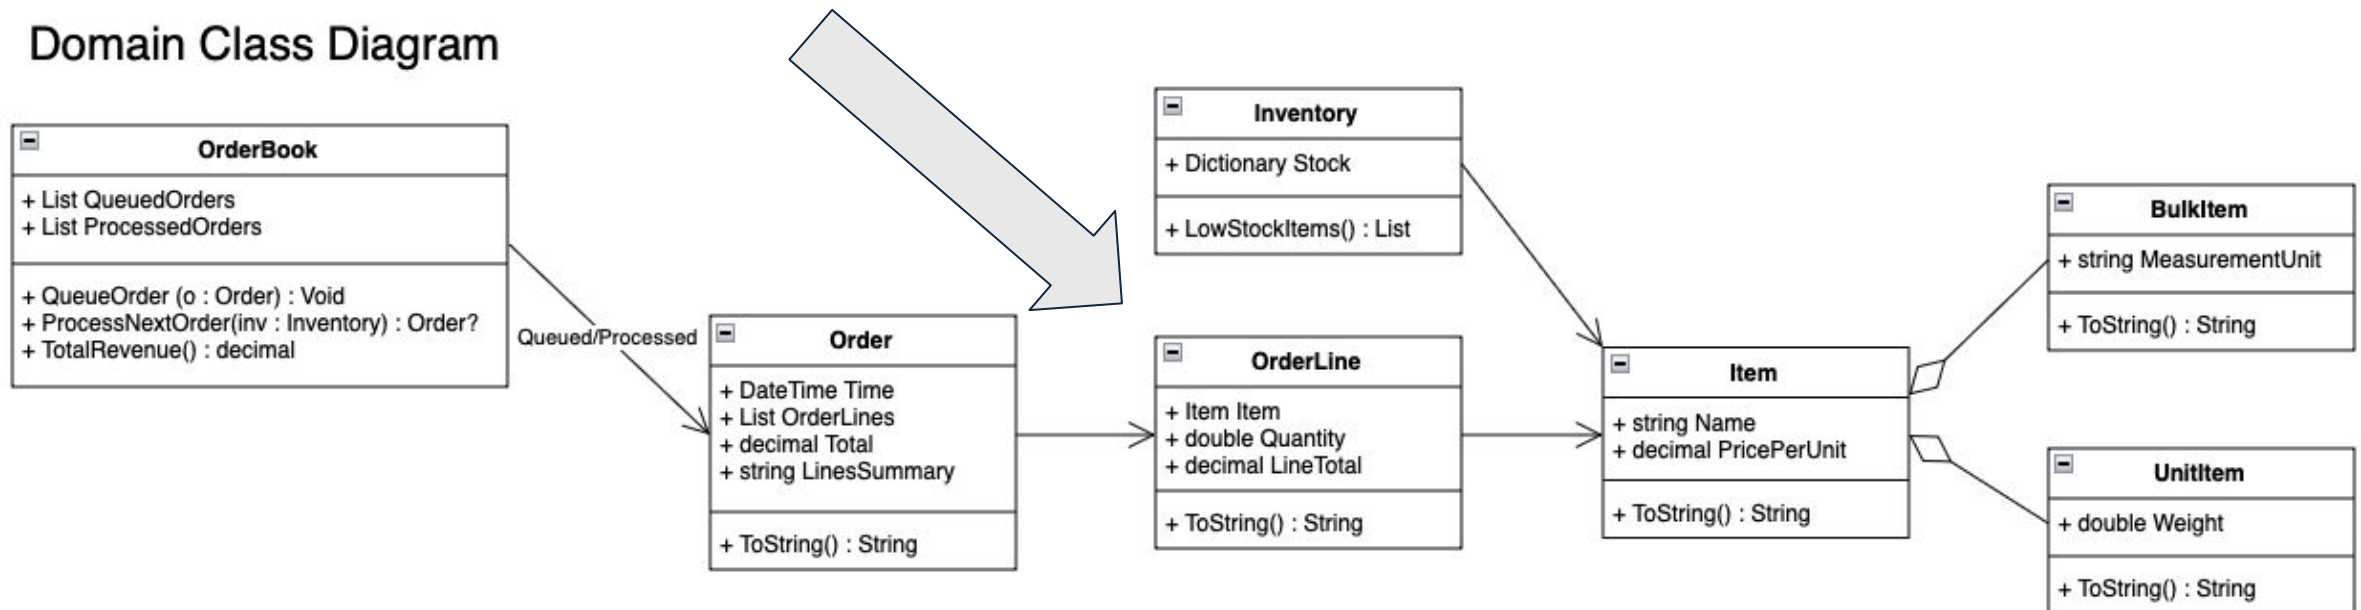 Domain Class Diagram
OrderBook
+ List QueuedOrders
+ List ProcessedOrders
+ QueueOrder (o : Order) : Void
+ ProcessNextOrder(inv : Inventory) : Order?
+ TotalRevenue() : decimal
Queued/Processed
Order
+ DateTime Time
+ List OrderLines
+ decimal Total
+ string LinesSummary
+ ToString() : String
Inventory
+ Dictionary Stock
+ LowStockItems() : List
OrderLine
+ Item Item
+ double Quantity
+ decimal LineTotal
+ ToString() : String
Item
+ string Name
+ decimal PricePerUnit
+ ToString() : String
BulkItem
+ string MeasurementUnit
+ ToString() : String
UnitItem
+ double Weight
+ ToString() : String